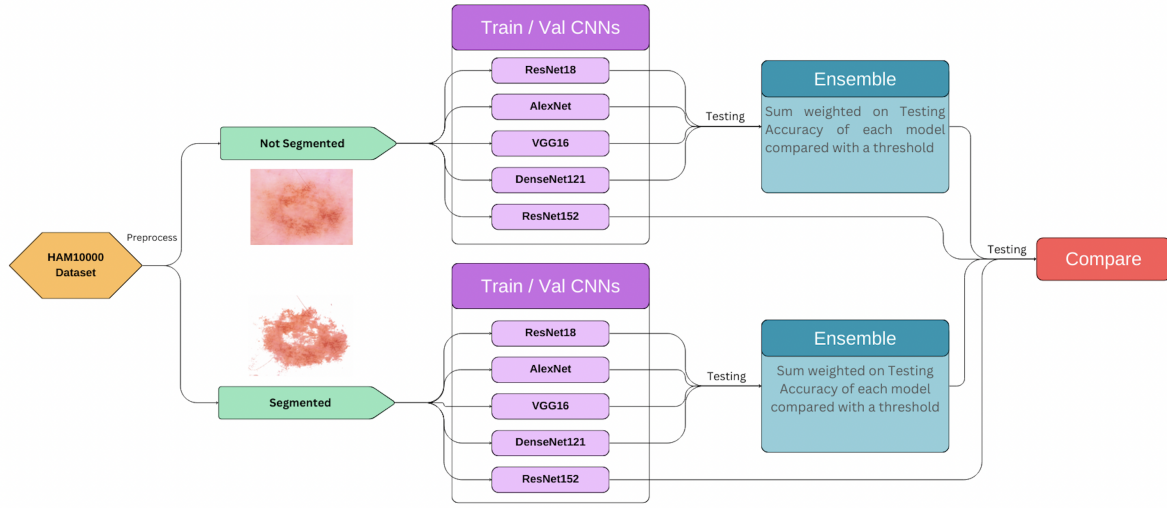 Train / Val CNNs
ResNet18
AlexNet
VGG16
DenseNet121
ResNet152
Testing
Ensemble
Sum weighted on Testing
Accuracy of each model
compared with a threshold
Not Segmented
Preprocess
HAM10000
Dataset
Testing
Compare
Train / Val CNNs
ResNet18
AlexNet
VGG16
DenseNet121
ResNet152
Testing
Ensemble
Sum weighted on Testing
Accuracy of each model
compared with a threshold
Segmented